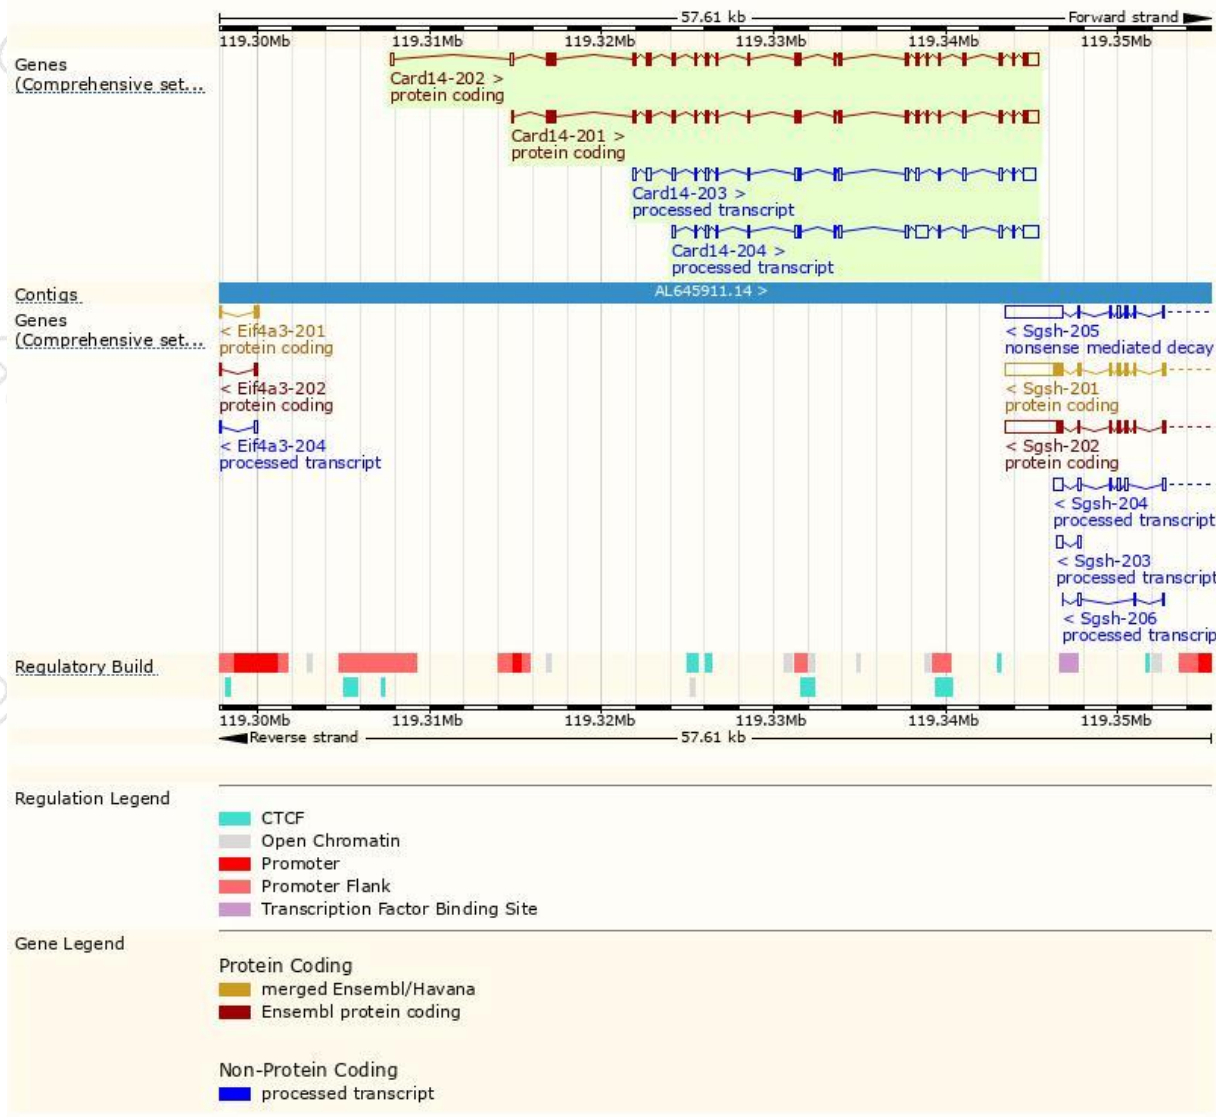 57.61 kb
Forward strand
119.30Mb 119.31Mb 119.32Mb 119.33Mb 119.34Mb 119.35Mb
Genes
(Comprehensive set...
Card14-202 >
protein coding
Card14-201 >
protein coding
Card14-203 >
processed transcript
Card14-204 >
processed transcript
Contigs
AL645911.14 >
Genes
(Comprehensive set...
< Eif4a3-201
protein coding
< Eif4a3-202
protein coding
< Eif4a3-204
processed transcript
< Sgsh-205
nonsense mediated decay
< Sgsh-201
protein coding
< Sgsh-202
protein coding
< Sgsh-204
processed transcript
< Sgsh-203
processed transcript
< Sgsh-206
processed transcrip
Regulatory Build
119.30Mb 119.31Mb 119.32Mb 119.33Mb 119.34Mb 119.35Mb
Reverse strand
57.61 kb
Regulation Legend
CTCF
Open Chromatin
Promoter
Promoter Flank
Transcription Factor Binding Site
Gene Legend
Protein Coding
merged Ensembl/Havana
Ensembl protein coding
Non-Protein Coding
processed transcript